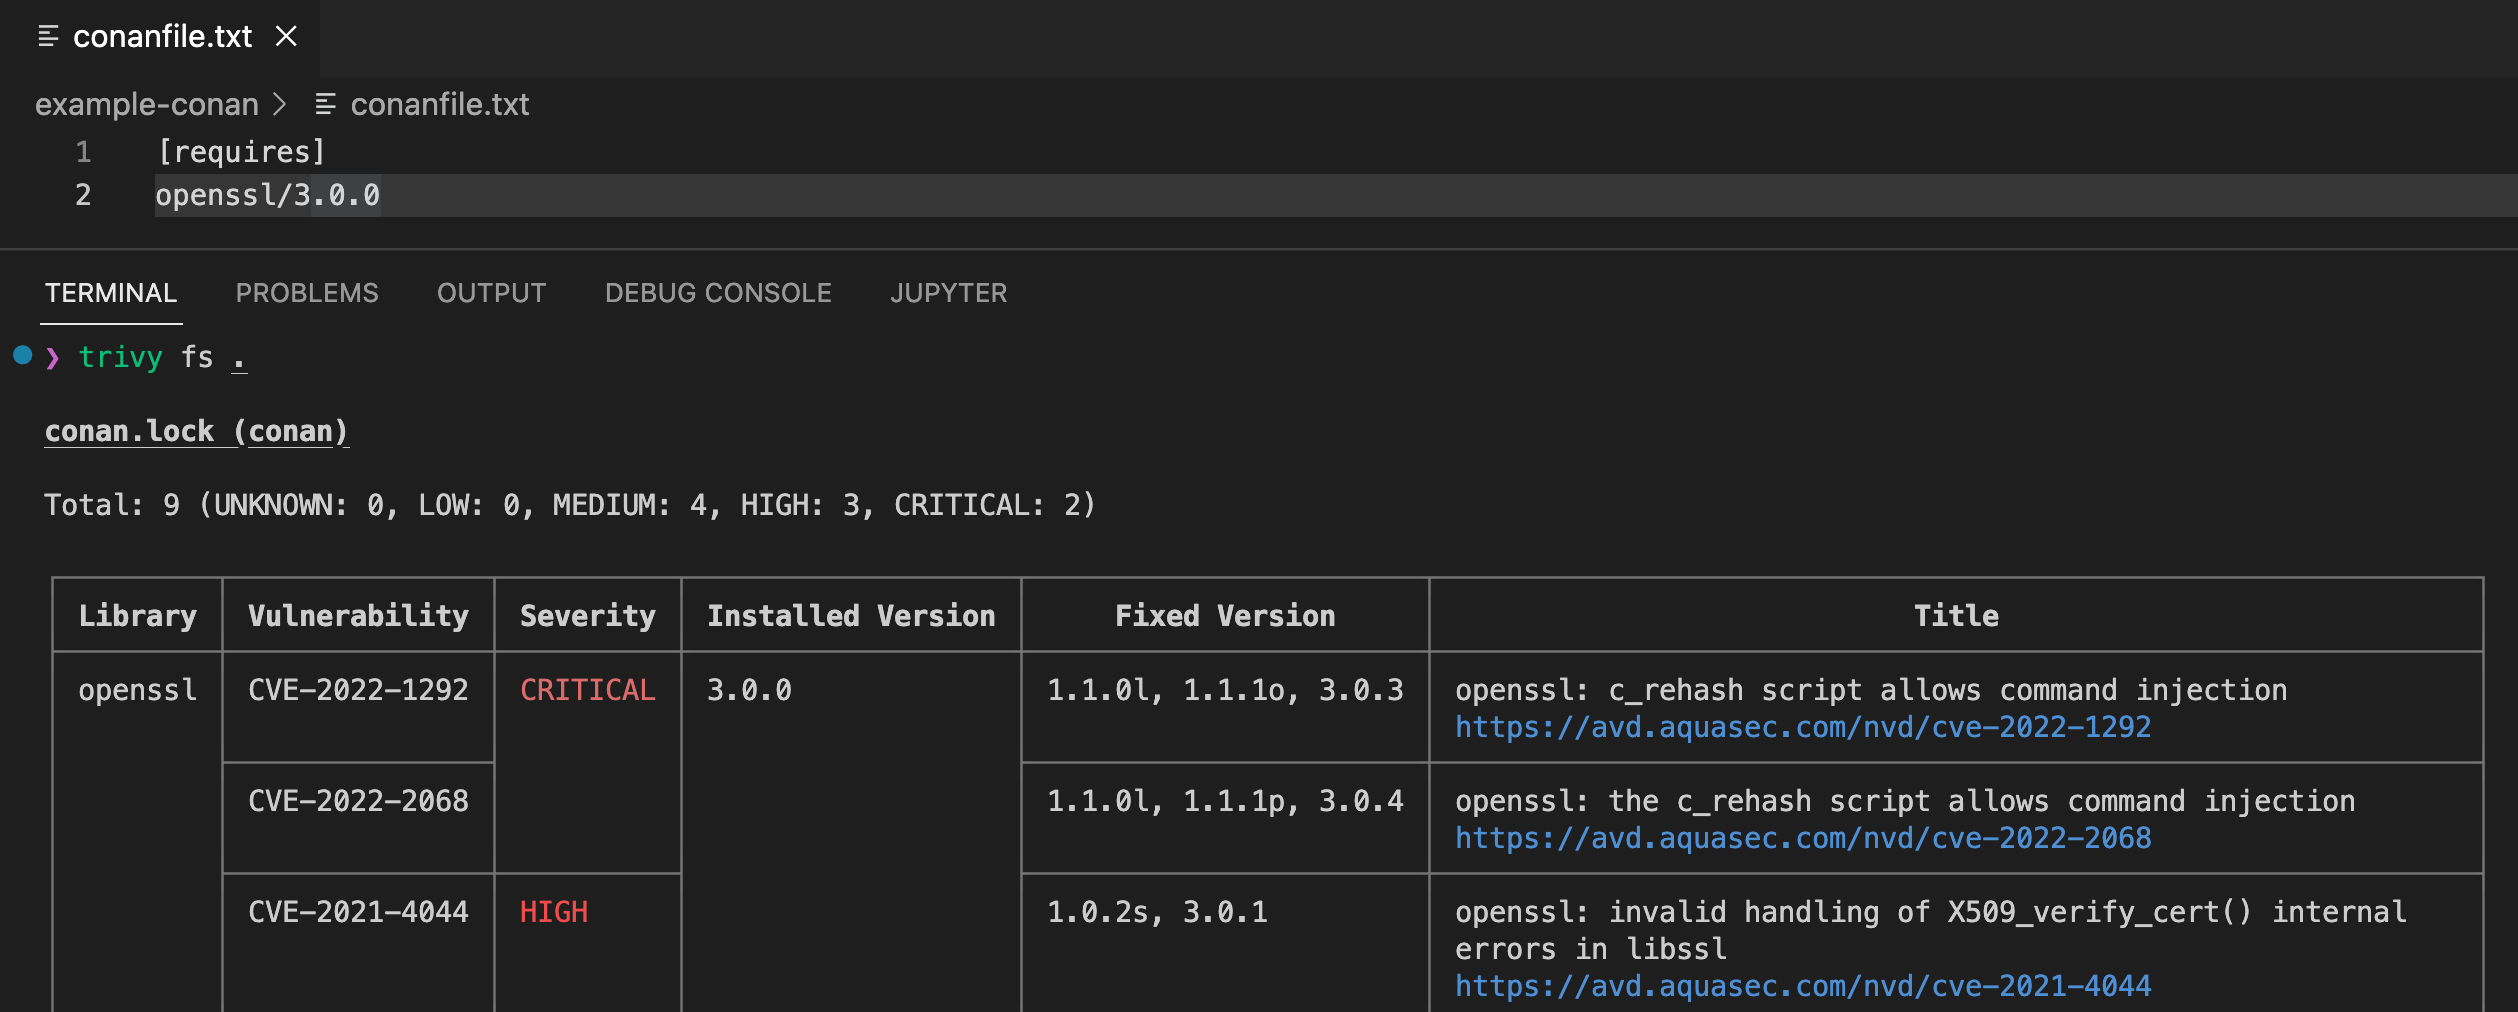 conanfile.txt
example-conan > conanfile.txt
1 [requires]
2 openssl/3.0.0
TERMINAL PROBLEMS OUTPUT DEBUG CONSOLE JUPYTER
❯ trivy fs .
conan.lock (conan)
Total: 9 (UNKNOWN: 0, LOW: 0, MEDIUM: 4, HIGH: 3, CRITICAL: 2)
Library Vulnerability Severity Installed Version Fixed Version Title
openssl CVE-2022-1292 CRITICAL 3.0.0 1.1.0l, 1.1.1o, 3.0.3 openssl: c_rehash script allows command injection
https://avd.aquasec.com/nvd/cve-2022-1292
CVE-2022-2068 1.1.0l, 1.1.1p, 3.0.4 openssl: the c_rehash script allows command injection
https://avd.aquasec.com/nvd/cve-2022-2068
CVE-2021-4044 HIGH 1.0.2s, 3.0.1 openssl: invalid handling of X509_verify_cert() internal
errors in libssl
https://avd.aquasec.com/nvd/cve-2021-4044